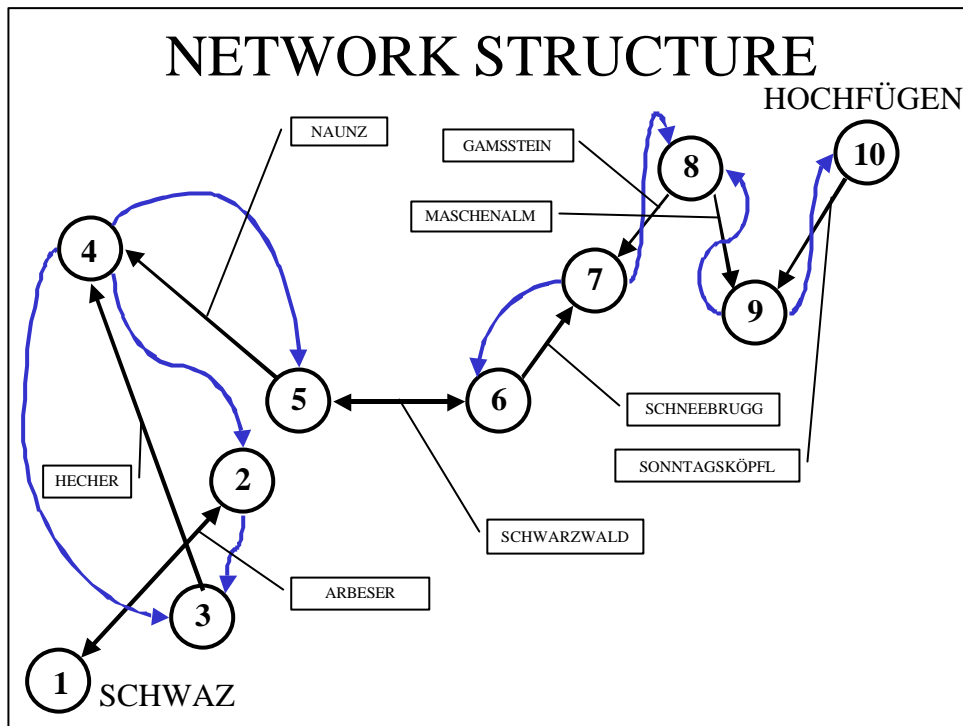 NETWORK STRUCTURE
HOCHFÜGEN
NAUNZ
GAMSSTEIN
8
10
MASCHENALM
4
7
9
5
6
SCHNEEBRUGG
SONNTAGSKÖPFL
HECHER
2
SCHWARZWALD
ARBESER
3
1
SCHWAZ